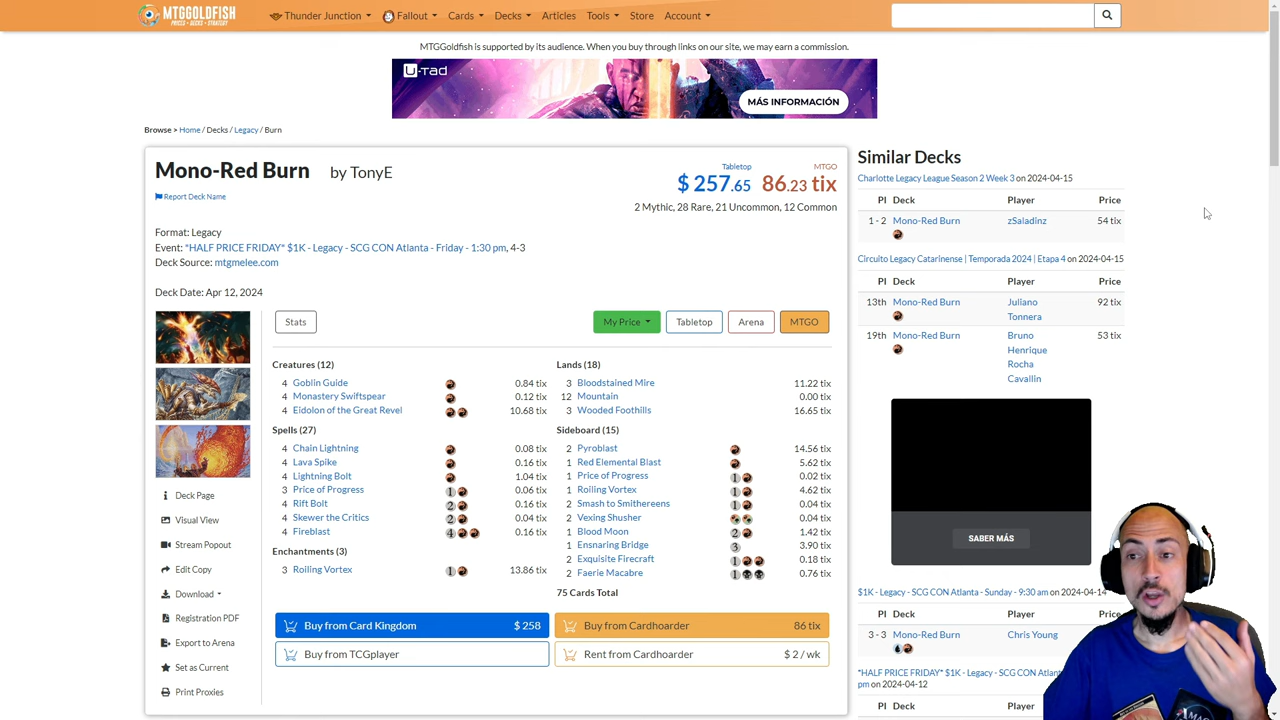 MTGGOLDFISH
PRICES • DECKS • STRATEGY
Thunder Junction
Fallout
Cards
Decks
Articles
Tools
Store
Account
MTGGoldfish is supported by its audience. When you buy through links on our site, we may earn a commission.
U-TAD
MÁS INFORMACIÓN
Browse > Home / Decks / Legacy / Burn
Mono-Red Burn by TonyE
Report Deck Name
Tabletop
$ 257.65
MTGO
86.23 tix
2 Mythic, 28 Rare, 21 Uncommon, 12 Common
Format: Legacy
Event: *HALF PRICE FRIDAY* $1K - Legacy - SCG CON Atlanta - Friday - 1:30 pm, 4-3
Deck Source: mtgmelee.com
Deck Date: Apr 12, 2024
Stats
My Price
Tabletop
Arena
MTGO
Creatures (12)
4 Goblin Guide 0.84 tix
4 Monastery Swiftspear 0.12 tix
4 Eidolon of the Great Revel 10.68 tix
Spells (27)
4 Chain Lightning 0.08 tix
4 Lava Spike 0.16 tix
4 Lightning Bolt 1.04 tix
3 Price of Progress 1 0.06 tix
4 Rift Bolt 2 0.16 tix
4 Skewer the Critics 2 0.04 tix
4 Fireblast 4 0.16 tix
Enchantments (3)
3 Roiling Vortex 1 13.86 tix
Lands (18)
3 Bloodstained Mire 11.22 tix
12 Mountain 0.00 tix
3 Wooded Foothills 16.65 tix
Sideboard (15)
2 Pyroblast 14.56 tix
1 Red Elemental Blast 5.62 tix
1 Price of Progress 1 0.02 tix
1 Roiling Vortex 1 4.62 tix
2 Smash to Smithereens 1 0.04 tix
2 Vexing Shusher 0.04 tix
1 Blood Moon 2 1.42 tix
1 Ensnaring Bridge 3 3.90 tix
2 Exquisite Firecraft 1 0.18 tix
2 Faerie Macabre 1 0.76 tix
75 Cards Total
Buy from Card Kingdom $ 258
Buy from Cardhoarder 86 tix
Buy from TCGplayer
Rent from Cardhoarder $ 2 / wk
Deck Page
Visual View
Stream Popout
Edit Copy
Download
Registration PDF
Export to Arena
Set as Current
Print Proxies
Similar Decks
Charlotte Legacy League Season 2 Week 3 on 2024-04-15
Pl Deck Player Price
1 - 2 Mono-Red Burn zSaladinz 54 tix
Circuito Legacy Catarinense | Temporada 2024 | Etapa 4 on 2024-04-15
Pl Deck Player Price
13th Mono-Red Burn Juliano 92 tix
Tonnera
19th Mono-Red Burn Bruno 53 tix
Henrique
Rocha
Cavallin
SABER MÁS
$1K - Legacy - SCG CON Atlanta - Sunday - 9:30 am on 2024-04-14
Pl Deck Player
3 - 3 Mono-Red Burn Chris Young
*HALF PRICE FRIDAY* $1K - Legacy - SCG CON
pm on 2024-04-12
Pl Deck Player Price